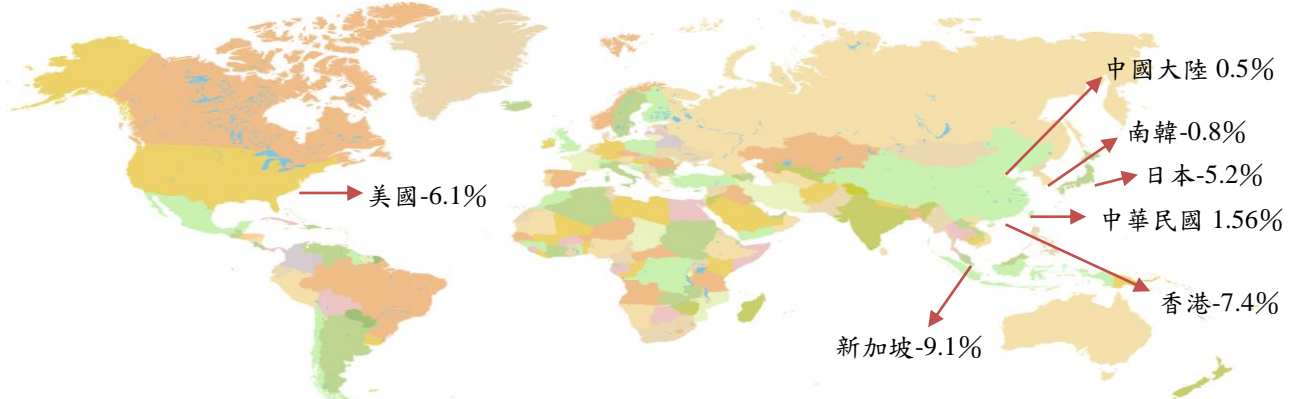 中國大陸 0.5%
南韓-0.8%
日本-5.2%
美國-6.1%
中華民國 1.56%
香港-7.4%
新加坡-9.1%